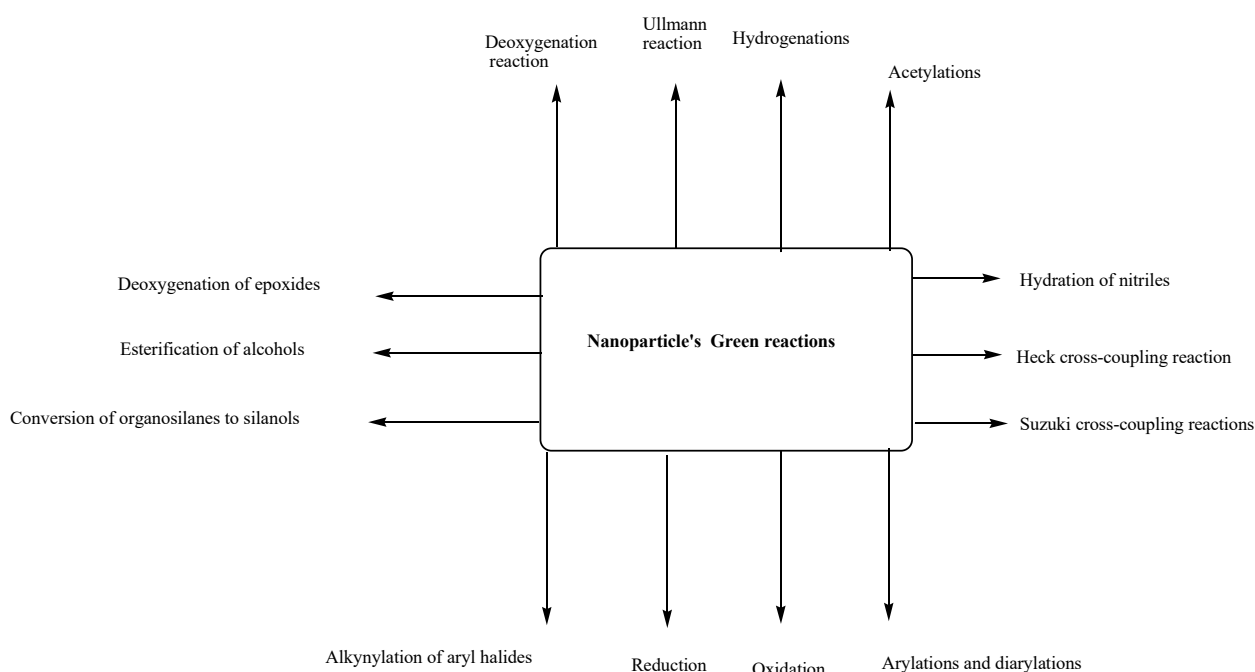 Ullmann
reaction
Deoxygenation
reaction
Hydrogenations
Acetylations
Deoxygenation of epoxides
Hydration of nitriles
Nanoparticle's Green reactions
Esterification of alcohols
Heck cross-coupling reaction
Conversion of organosilanes to silanols
Suzuki cross-coupling reactions
Alkynylation of aryl halides
Reduction
Oxidation
Arylations and diarylations